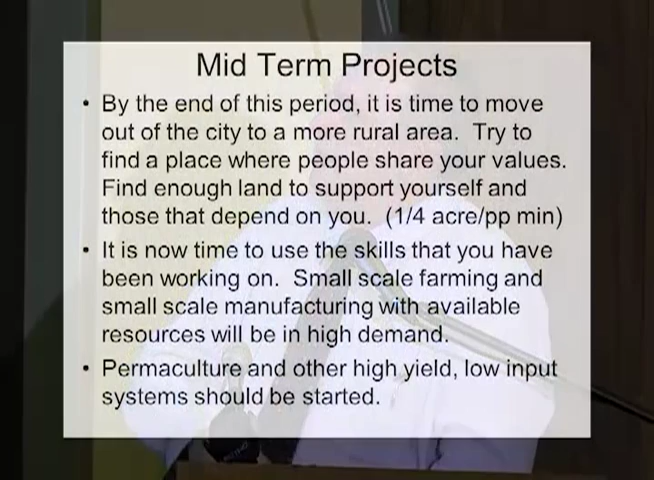 Mid Term Projects
• By the end of this period, it is time to move
out of the city to a more rural area.  Try to
find a place where people share your values.
Find enough land to support yourself and
those that depend on you.  (1/4 acre/pp min)
• It is now time to use the skills that you have
been working on.  Small scale farming and
small scale manufacturing with available
resources will be in high demand.
• Permaculture and other high yield, low input
systems should be started.